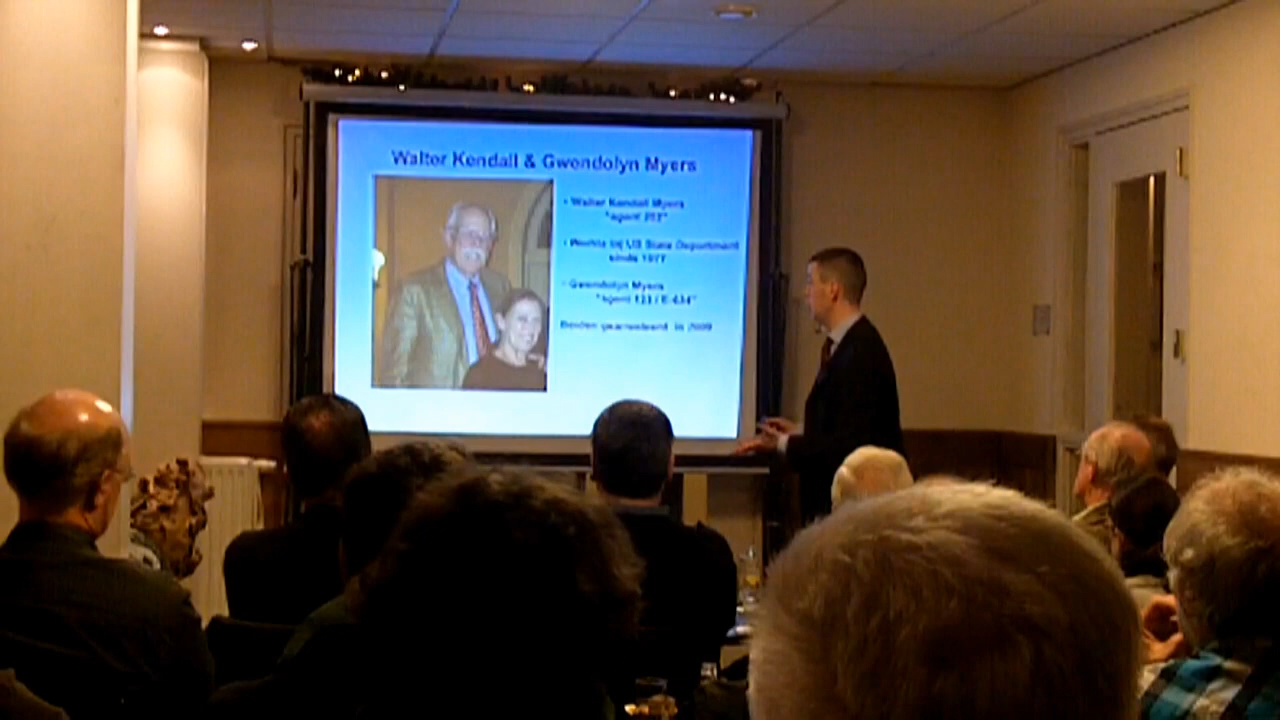 Walter Kendall & Gwendolyn Myers
- Walter Kendall Myers
"agent 202"
- Werkte bij US State Department
sinds 1977
- Gwendolyn Myers
"agent 123 / E-634"
Beiden gearresteerd in 2009